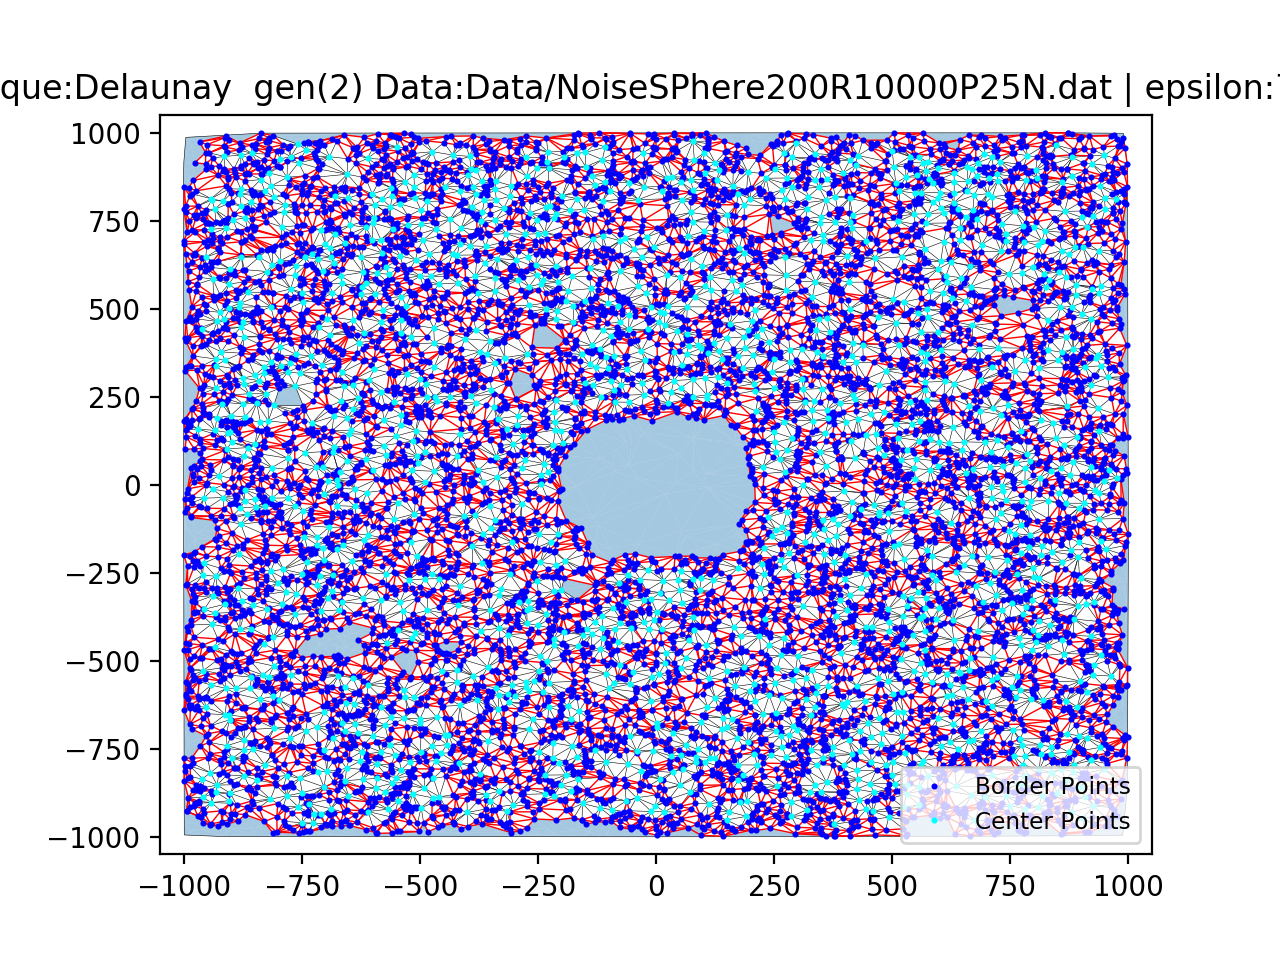 que:Delaunay  gen(2) Data:Data/NoiseSPhere200R10000P25N.dat | epsilon:
1000
750
500
250
0
−250
−500
−750
−1000
Border Points
Center Points
−1000 −750 −500 −250 0 250 500 750 1000